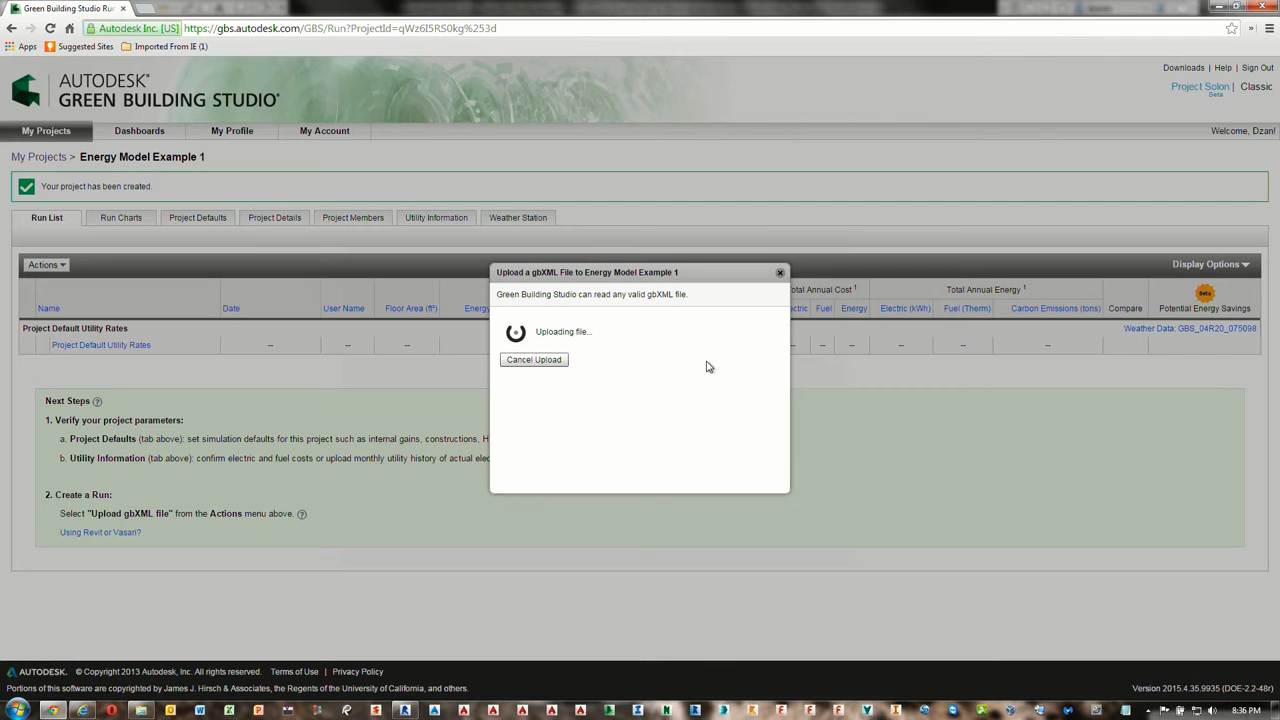 Green Building Studio Run
Autodesk Inc. [US]
https://gbs.autodesk.com/GBS/Run?ProjectId=qWz6I5RS0kg%253d
Apps
Suggested Sites
Imported From IE (1)
AUTODESK®
GREEN BUILDING STUDIO®
Downloads | Help | Sign Out
Project Solon | Classic
Beta
My Projects
Dashboards
My Profile
My Account
Welcome, Dzan!
My Projects > Energy Model Example 1
Your project has been created.
Run List
Run Charts
Project Defaults
Project Details
Project Members
Utility Information
Weather Station
Actions
Display Options
Upload a gbXML File to Energy Model Example 1
Green Building Studio can read any valid gbXML file.
Uploading file...
Cancel Upload
otal Annual Cost 1
Total Annual Energy 1
Beta
Name
Date
User Name
Floor Area (ft²)
Energy
lectric
Fuel
Energy
Electric (kWh)
Fuel (Therm)
Carbon Emissions (tons)
Compare
Potential Energy Savings
Project Default Utility Rates
Weather Data: GBS_04R20_075098
Project Default Utility Rates
--
--
--
--
--
--
--
--
--
Next Steps
1. Verify your project parameters:
a. Project Defaults (tab above): set simulation defaults for this project such as internal gains, constructions, H
b. Utility Information (tab above): confirm electric and fuel costs or upload monthly utility history of actual ele
2. Create a Run:
Select "Upload gbXML file" from the Actions menu above.
Using Revit or Vasari?
AUTODESK. © Copyright 2013 Autodesk, Inc. All rights reserved. Terms of Use | Privacy Policy
Portions of this software are copyrighted by James J. Hirsch & Associates, the Regents of the University of California, and others.
Version 2015.4.35.9935 (DOE-2.2-48r)
8:36 PM